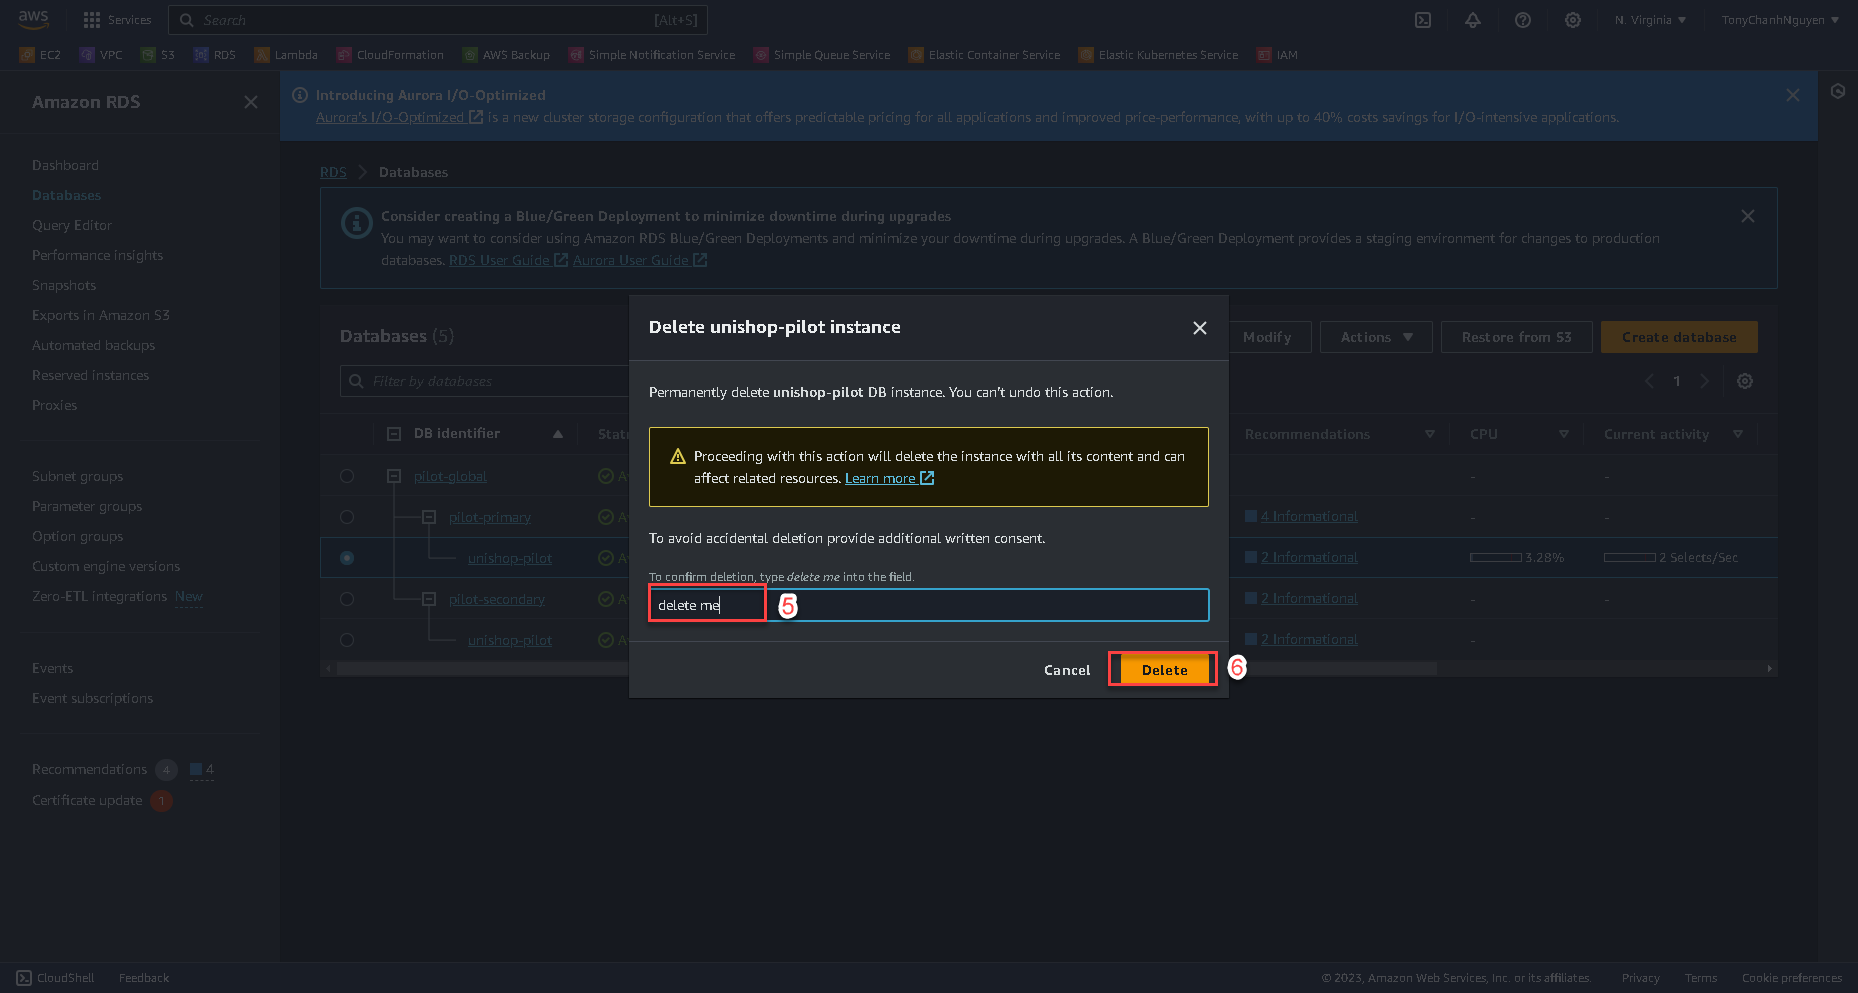 aws
Services
Search
[Alt+S]
N. Virginia
TonyChanhNguyen
EC2
VPC
S3
RDS
Lambda
CloudFormation
AWS Backup
Simple Notification Service
Simple Queue Service
Elastic Container Service
Elastic Kubernetes Service
IAM
Amazon RDS
Dashboard
Databases
Query Editor
Performance insights
Snapshots
Exports in Amazon S3
Automated backups
Reserved instances
Proxies
Subnet groups
Parameter groups
Option groups
Custom engine versions
Zero-ETL integrations New
Events
Event subscriptions
Recommendations 4 4
Certificate update 1
Introducing Aurora I/O-Optimized
Aurora's I/O-Optimized is a new cluster storage configuration that offers predictable pricing for all applications and improved price-performance, with up to 40% costs savings for I/O-intensive applications.
RDS Databases
Consider creating a Blue/Green Deployment to minimize downtime during upgrades
You may want to consider using Amazon RDS Blue/Green Deployments and minimize your downtime during upgrades. A Blue/Green Deployment provides a staging environment for changes to production
databases. RDS User Guide Aurora User Guide
Databases (5)
Modify
Actions
Restore from S3
Create database
Filter by databases
1
DB identifier
Recommendations
CPU
Current activity
pilot-global - -
pilot-primary 4 Informational - -
unishop-pilot 2 Informational 3.28% 2 Selects/Sec
pilot-secondary 2 Informational - -
unishop-pilot 2 Informational - -
Delete unishop-pilot instance
Permanently delete unishop-pilot DB instance. You can't undo this action.
Proceeding with this action will delete the instance with all its content and can
affect related resources. Learn more
To avoid accidental deletion provide additional written consent.
To confirm deletion, type delete me into the field.
delete me
5
Cancel
Delete
6
CloudShell
Feedback
© 2023, Amazon Web Services, Inc. or its affiliates.
Privacy
Terms
Cookie preferences